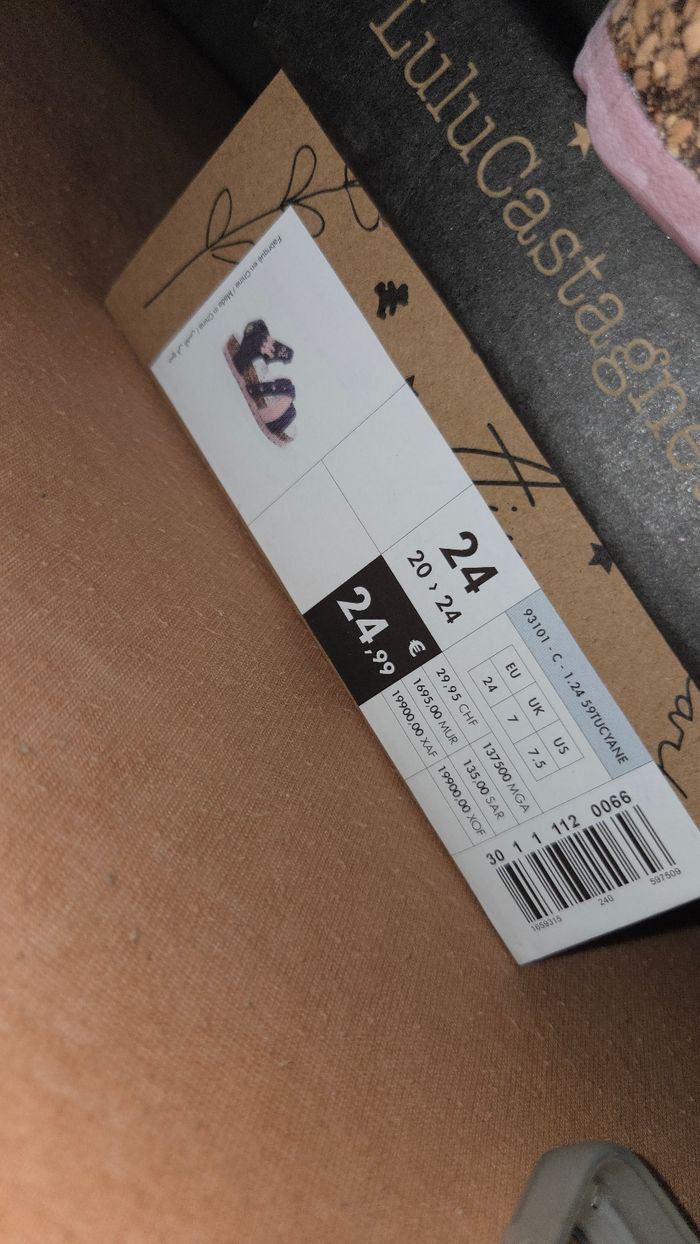 LuluCastagne
Fabriqué en Chine / Made in China /
24
20 > 24
24,99 €
93101 - C - 1.24 59TUCYANE
EU UK US
24 7 7.5
29,95 CHF 137500 MGA
1695,00 MUR 135,00 SAR
19900,00 XAF 19900,00 XOF
30 1 1 112 0066
1659315 240 597509